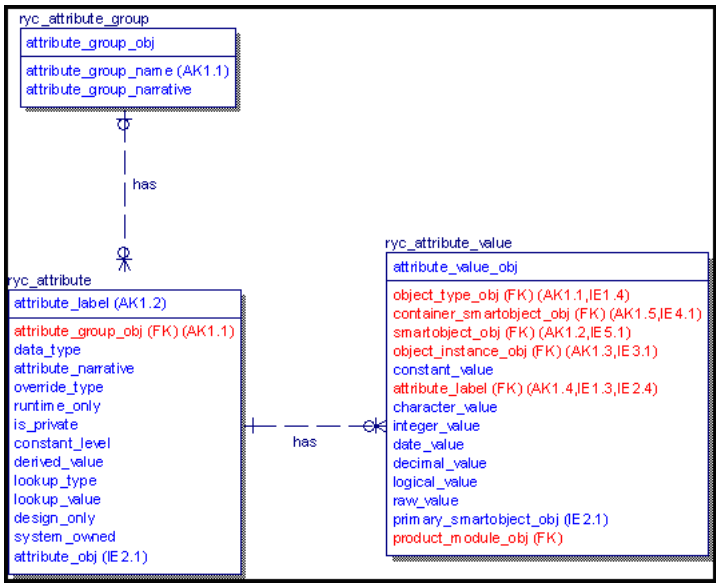 ryc_attribute_group
attribute_group_obj
attribute_group_name (AK1.1)
attribute_group_narrative
has
ryc_attribute
attribute_label (AK1.2)
attribute_group_obj (FK) (AK1.1)
data_type
attribute_narrative
override_type
runtime_only
is_private
constant_level
derived_value
lookup_type
lookup_value
design_only
system_owned
attribute_obj (IE2.1)
has
ryc_attribute_value
attribute_value_obj
object_type_obj (FK) (AK1.1,IE1.4)
container_smartobject_obj (FK) (AK1.5,IE4.1)
smartobject_obj (FK) (AK1.2,IE5.1)
object_instance_obj (FK) (AK1.3,IE3.1)
constant_value
attribute_label (FK) (AK1.4,IE1.3,IE2.4)
character_value
integer_value
date_value
decimal_value
logical_value
raw_value
primary_smartobject_obj (IE2.1)
product_module_obj (FK)